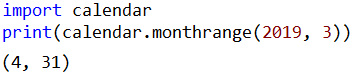 import calendar
print(calendar.monthrange(2019, 3))
(4, 31)